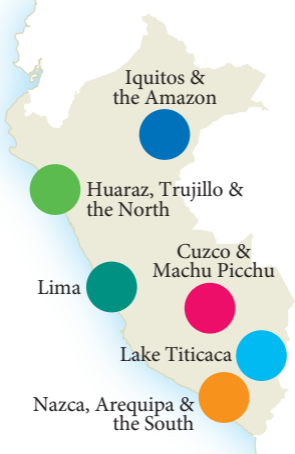 Iquitos &
the Amazon
Huaraz, Trujillo &
the North
Cuzco &
Machu Picchu
Lima
Lake Titicaca
Nazca, Arequipa &
the South